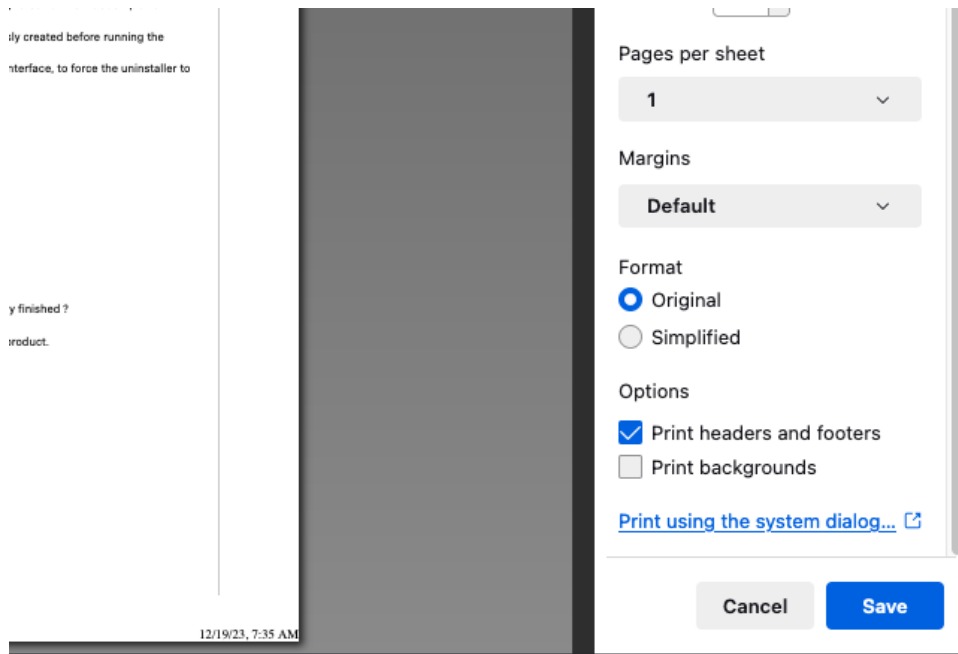 sly created before running the
nterface, to force the uninstaller to
y finished ?
product.
12/19/23, 7:35 AM
Pages per sheet
1
Margins
Default
Format
Original
Simplified
Options
Print headers and footers
Print backgrounds
Print using the system dialog...
Cancel
Save